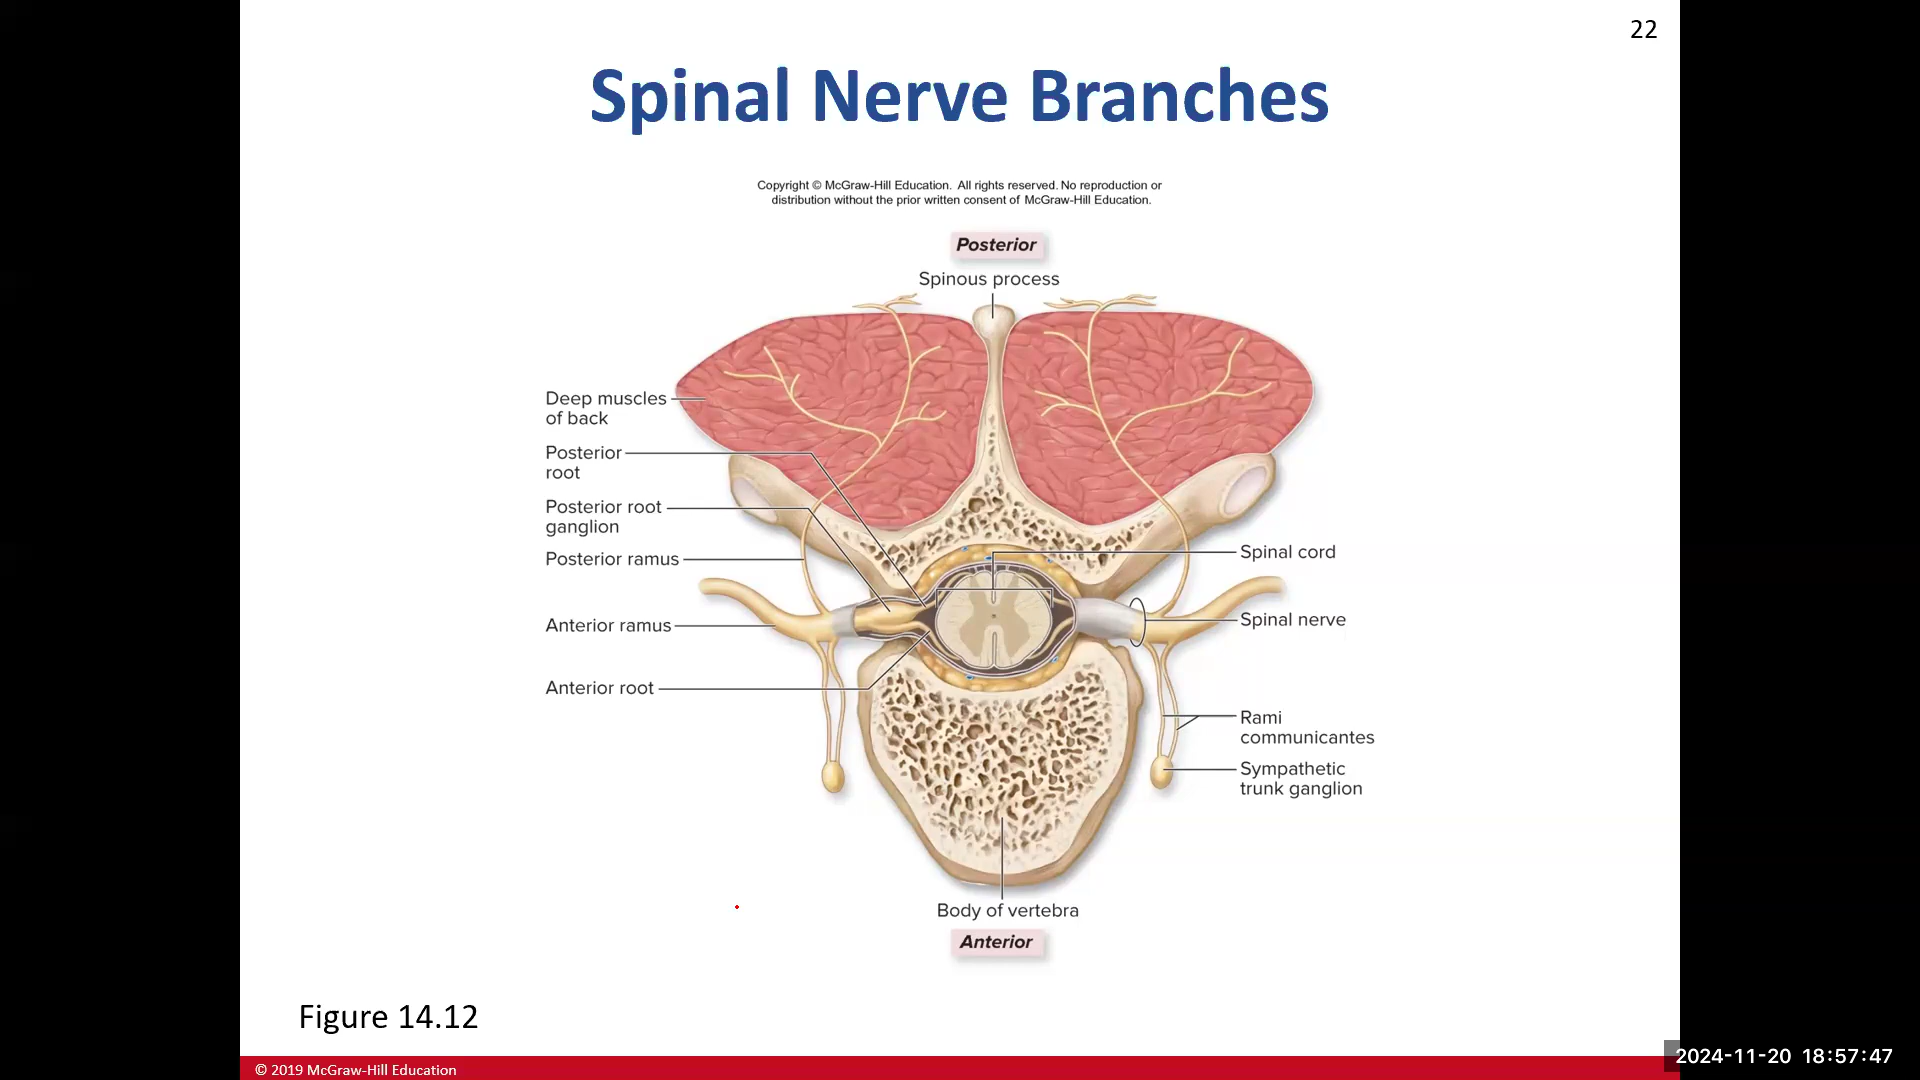 22
Spinal Nerve Branches
Copyright © McGraw-Hill Education. All rights reserved. No reproduction or
distribution without the prior written consent of McGraw-Hill Education.
Posterior
Spinous process
Deep muscles
of back
Posterior
root
Posterior root
ganglion
Posterior ramus
Anterior ramus
Anterior root
Spinal cord
Spinal nerve
Rami
communicantes
Sympathetic
trunk ganglion
Body of vertebra
Anterior
Figure 14.12
© 2019 McGraw-Hill Education
2024-11-20 18:57:47